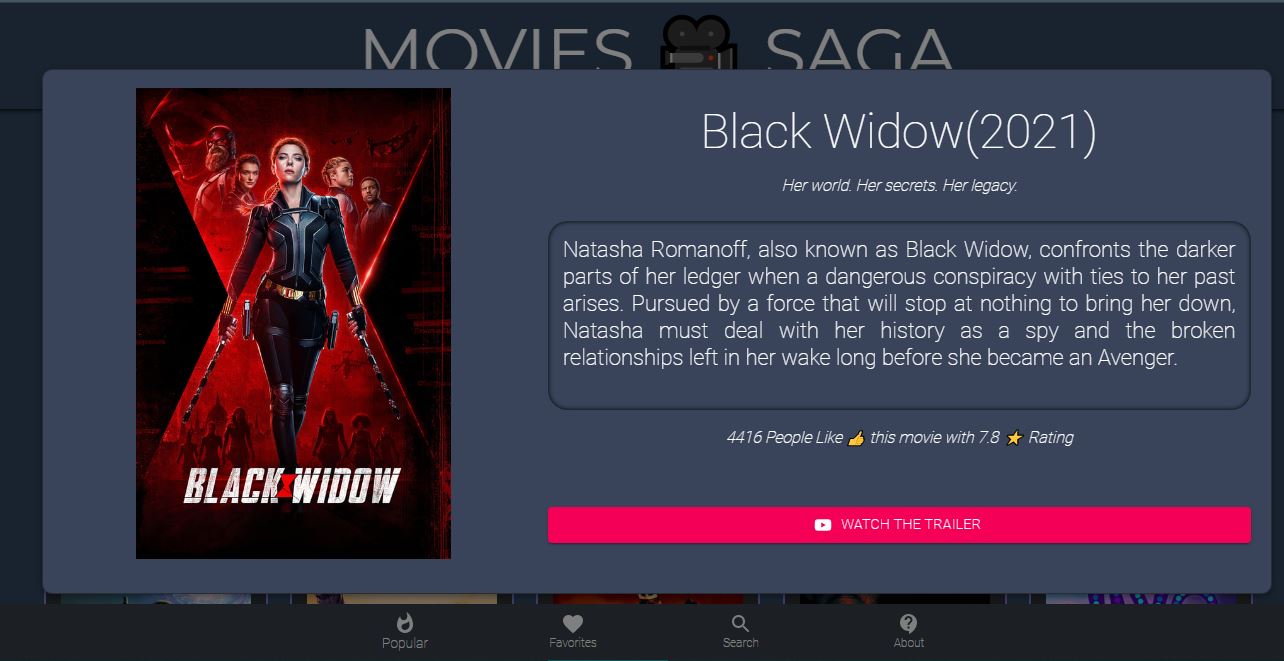 MOVIES SAGA
Black Widow(2021)
Her world. Her secrets. Her legacy.
Natasha Romanoff, also known as Black Widow, confronts the darker
parts of her ledger when a dangerous conspiracy with ties to her past
arises. Pursued by a force that will stop at nothing to bring her down,
Natasha must deal with her history as a spy and the broken
relationships left in her wake long before she became an Avenger.
4416 People Like 👍 this movie with 7.8 ⭐ Rating
WATCH THE TRAILER
BLACK WIDOW
Popular
Favorites
Search
About